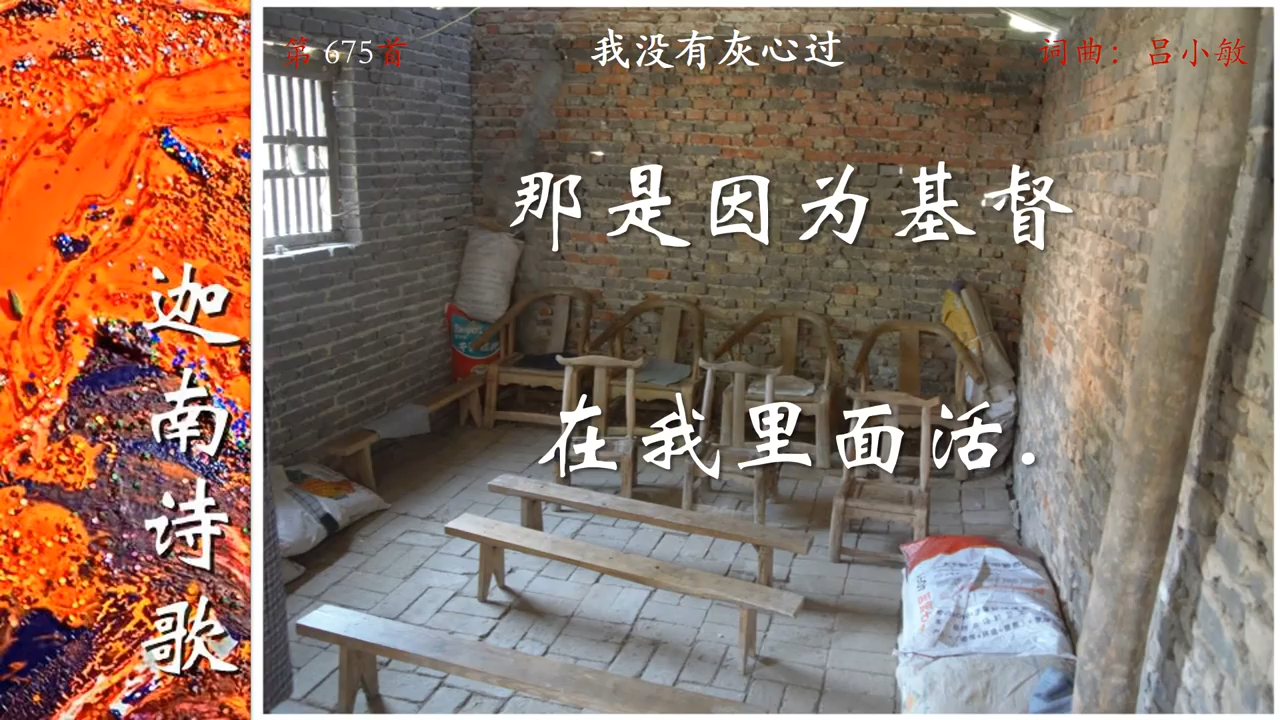 第 675首
我没有灰心过
词曲：吕小敏
那是因为基督
在我里面活.
迦南诗歌